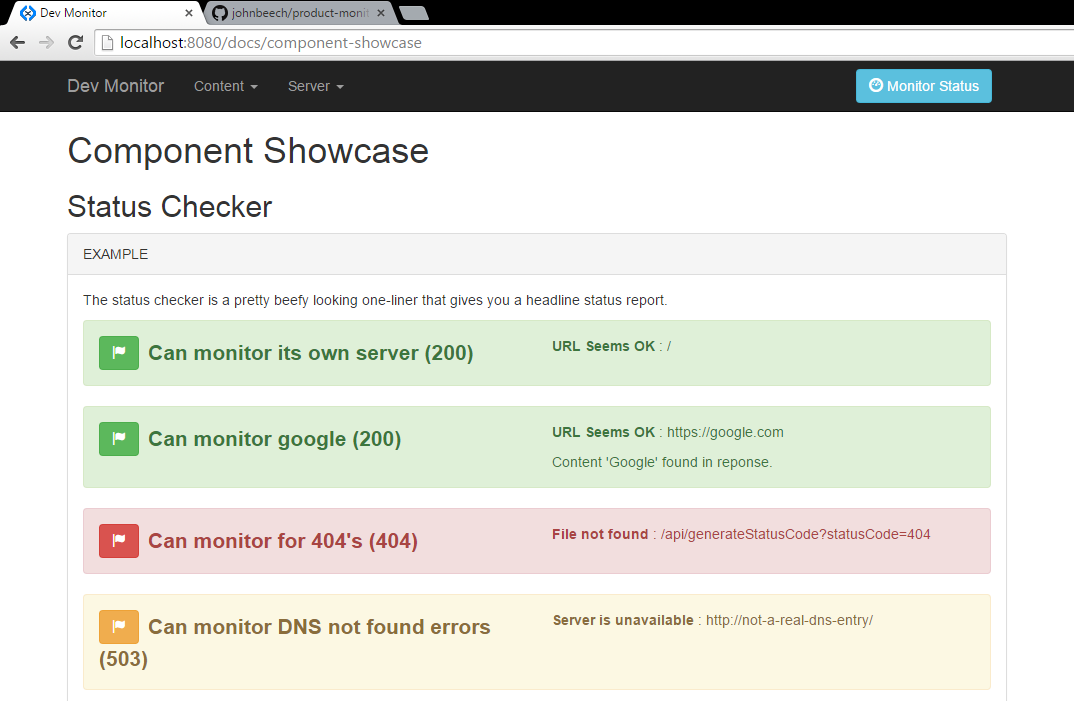 Dev Monitor
johnbeech/product-monit
localhost:8080/docs/component-showcase
Dev Monitor Content Server Monitor Status
Component Showcase
Status Checker
EXAMPLE
The status checker is a pretty beefy looking one-liner that gives you a headline status report.
Can monitor its own server (200)
URL Seems OK : /
Can monitor google (200)
URL Seems OK : https://google.com
Content 'Google' found in reponse.
Can monitor for 404's (404)
File not found : /api/generateStatusCode?statusCode=404
Can monitor DNS not found errors
(503)
Server is unavailable : http://not-a-real-dns-entry/